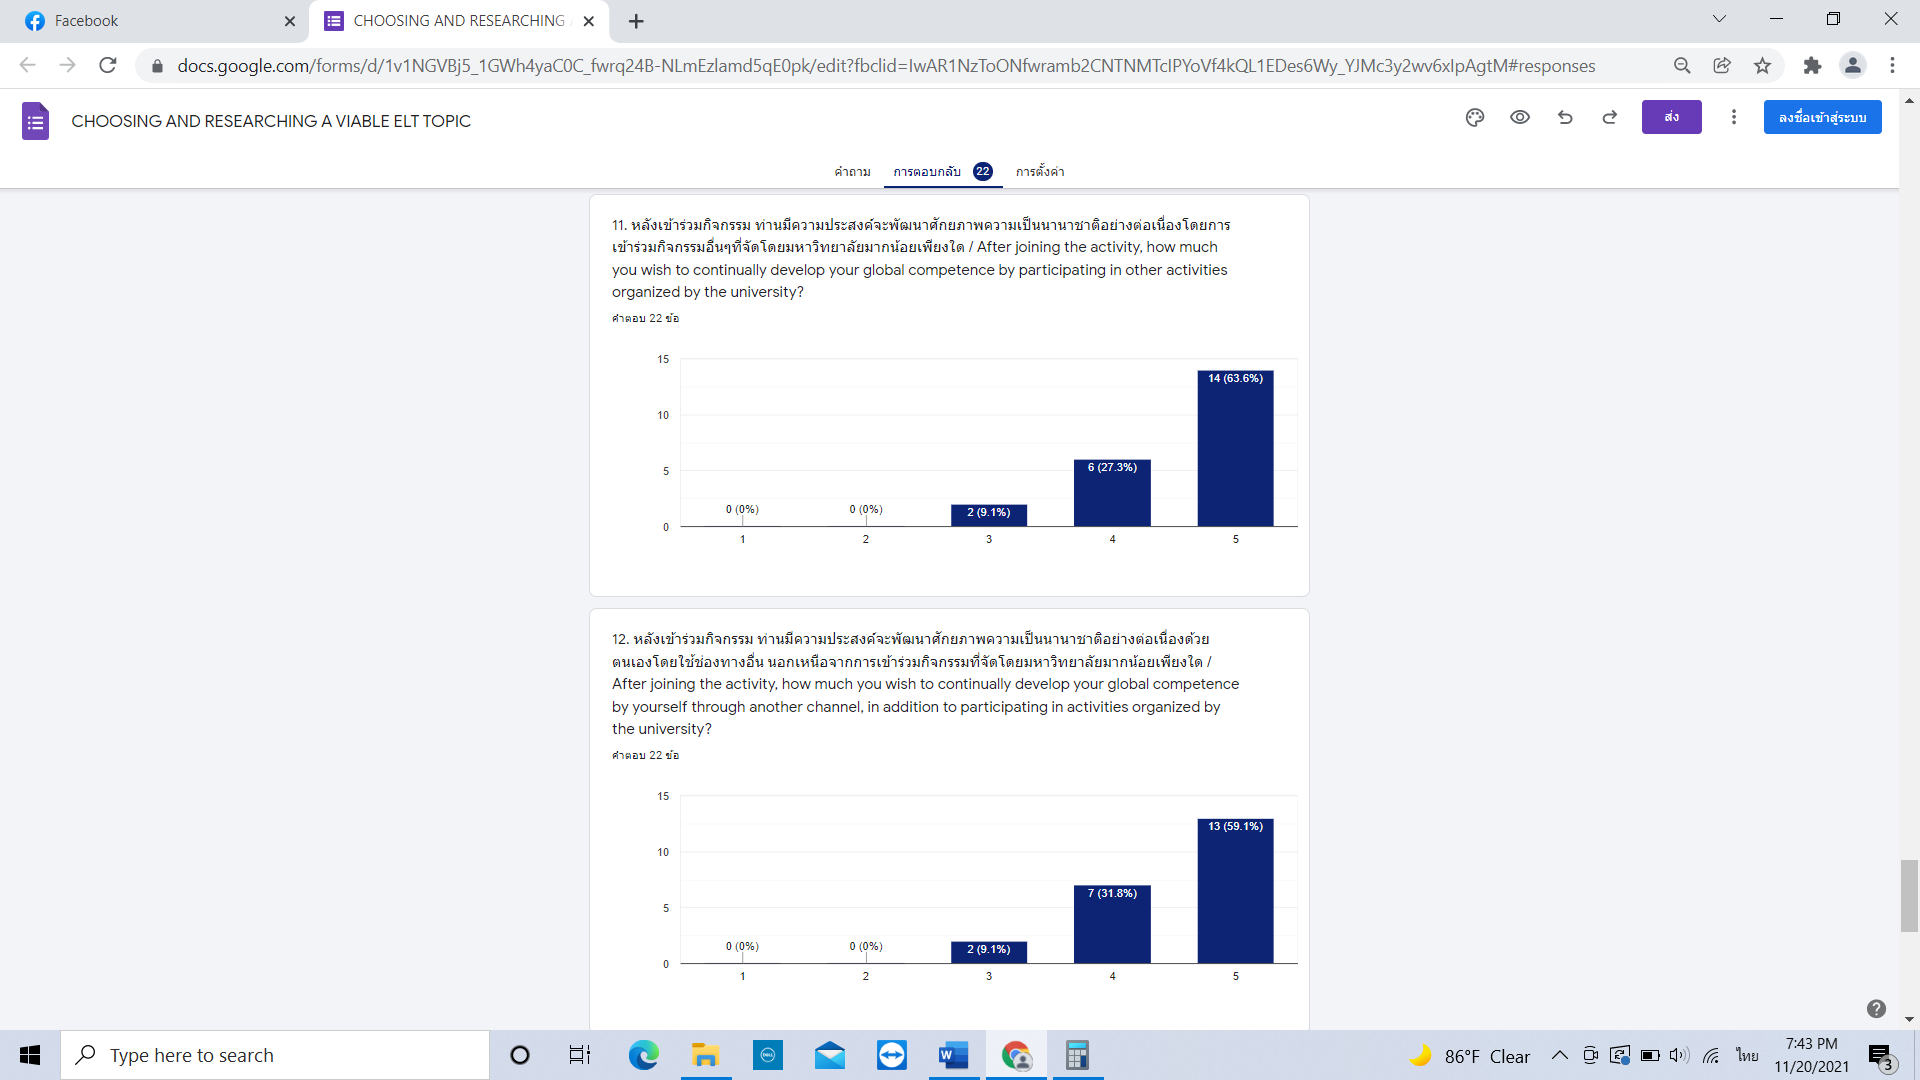 Facebook
CHOOSING AND RESEARCHING A
docs.google.com/forms/d/1v1NGVBj5_1GWh4yaC0C_fwrq24B-NLmEzlamd5qE0pk/edit?fbclid=IwAR1NzToONfwramb2CNTNMTcIPYoVf4kQL1EDes6Wy_YJMc3y2wv6xIpAgtM#responses
CHOOSING AND RESEARCHING A VIABLE ELT TOPIC
ส่ง
ลงชื่อเข้าสู่ระบบ
คำถาม การตอบกลับ 22 การตั้งค่า
11. หลังเข้าร่วมกิจกรรม ท่านมีความประสงค์จะพัฒนาศักยภาพความเป็นนานาชาติอย่างต่อเนื่องโดยการ
เข้าร่วมกิจกรรมอื่นๆที่จัดโดยมหาวิทยาลัยมากน้อยเพียงใด / After joining the activity, how much
you wish to continually develop your global competence by participating in other activities
organized by the university?
คำตอบ 22 ข้อ
15
14 (63.6%)
10
6 (27.3%)
5
0 (0%) 0 (0%) 2 (9.1%)
0
1 2 3 4 5
12. หลังเข้าร่วมกิจกรรม ท่านมีความประสงค์จะพัฒนาศักยภาพความเป็นนานาชาติอย่างต่อเนื่องด้วย
ตนเองโดยใช้ช่องทางอื่น นอกเหนือจากการเข้าร่วมกิจกรรมที่จัดโดยมหาวิทยาลัยมากน้อยเพียงใด /
After joining the activity, how much you wish to continually develop your global competence
by yourself through another channel, in addition to participating in activities organized by
the university?
คำตอบ 22 ข้อ
15
13 (59.1%)
10
7 (31.8%)
5
0 (0%) 0 (0%) 2 (9.1%)
0
1 2 3 4 5
Type here to search
DELL
W
86°F Clear
ไทย
7:43 PM
11/20/2021
3